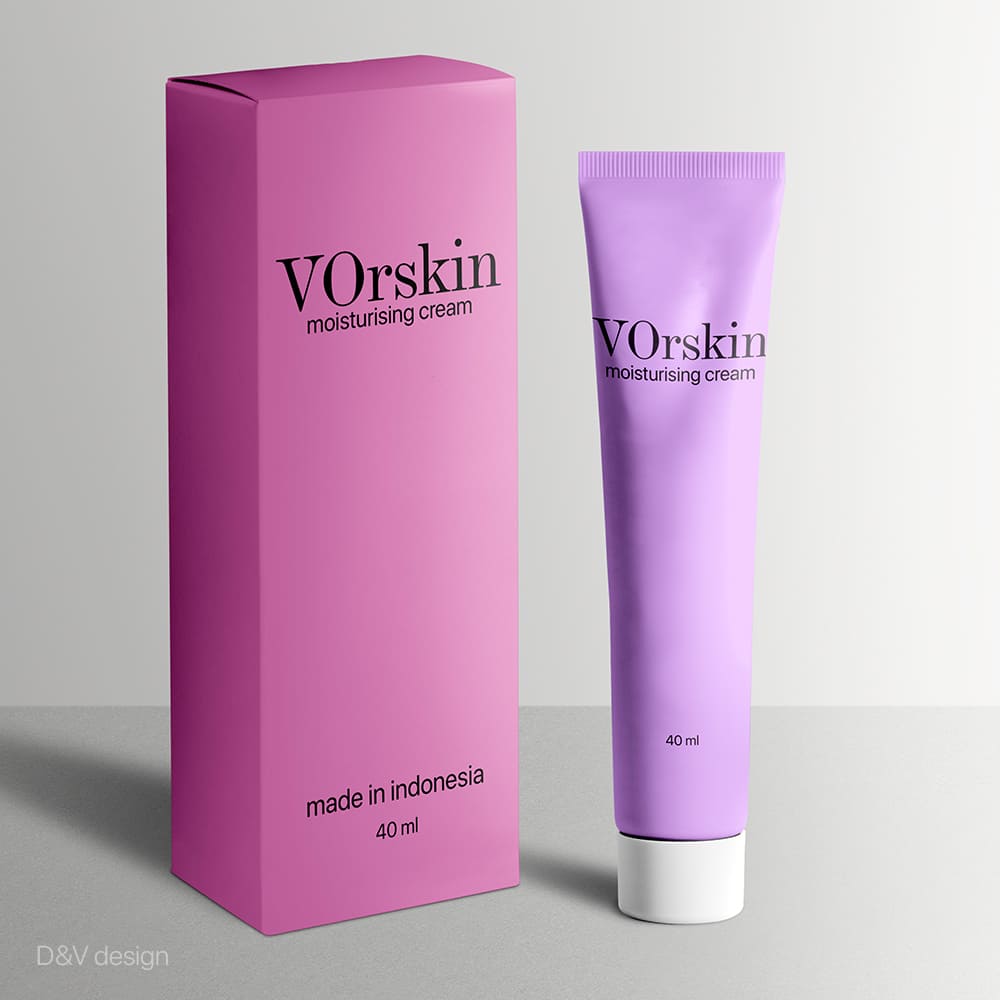 VOrskin
moisturising cream
made in indonesia
40 ml
VOrskin
moisturising cream
40 ml
D&V design